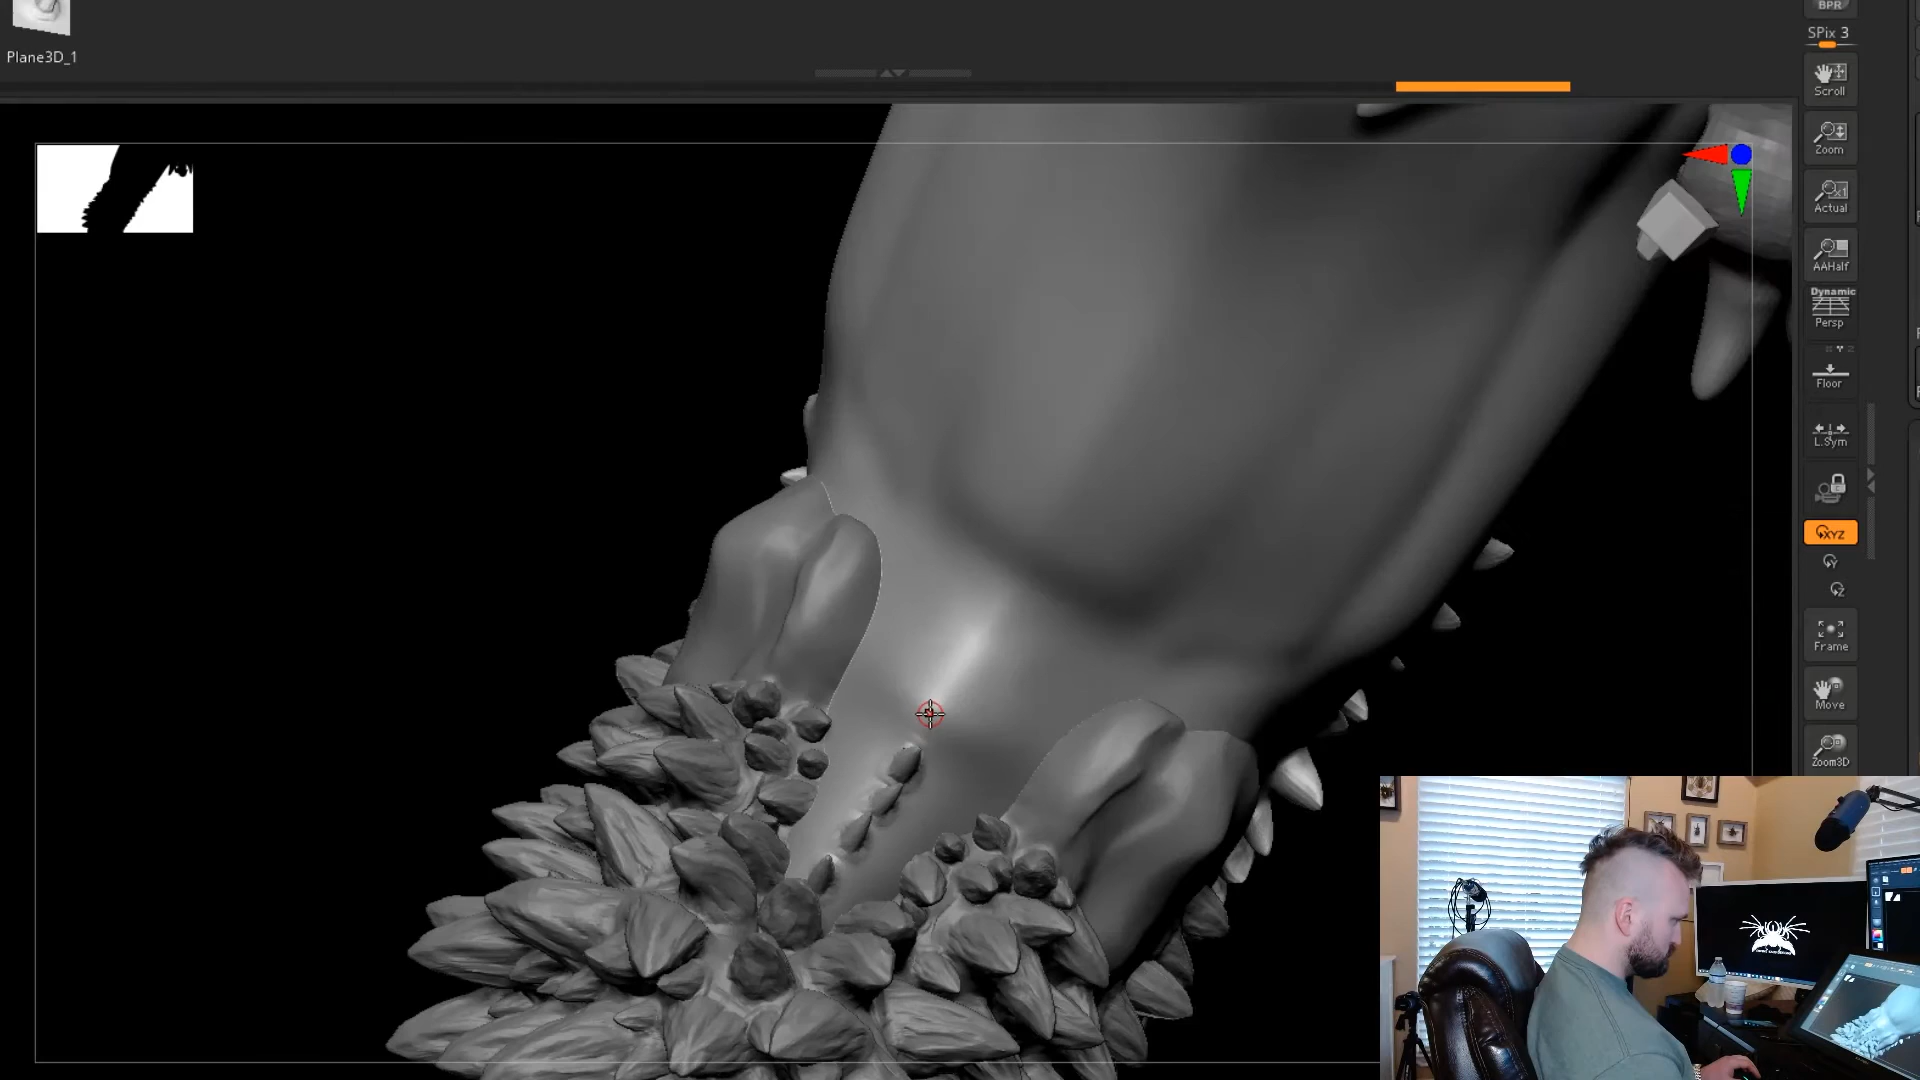 BPR
SPix 3
Plane3D_1
Scroll
Zoom
Actual
AAHalf
Dynamic
Persp
Floor
L.Sym
XYZ
Y
Z
Frame
Move
Zoom3D